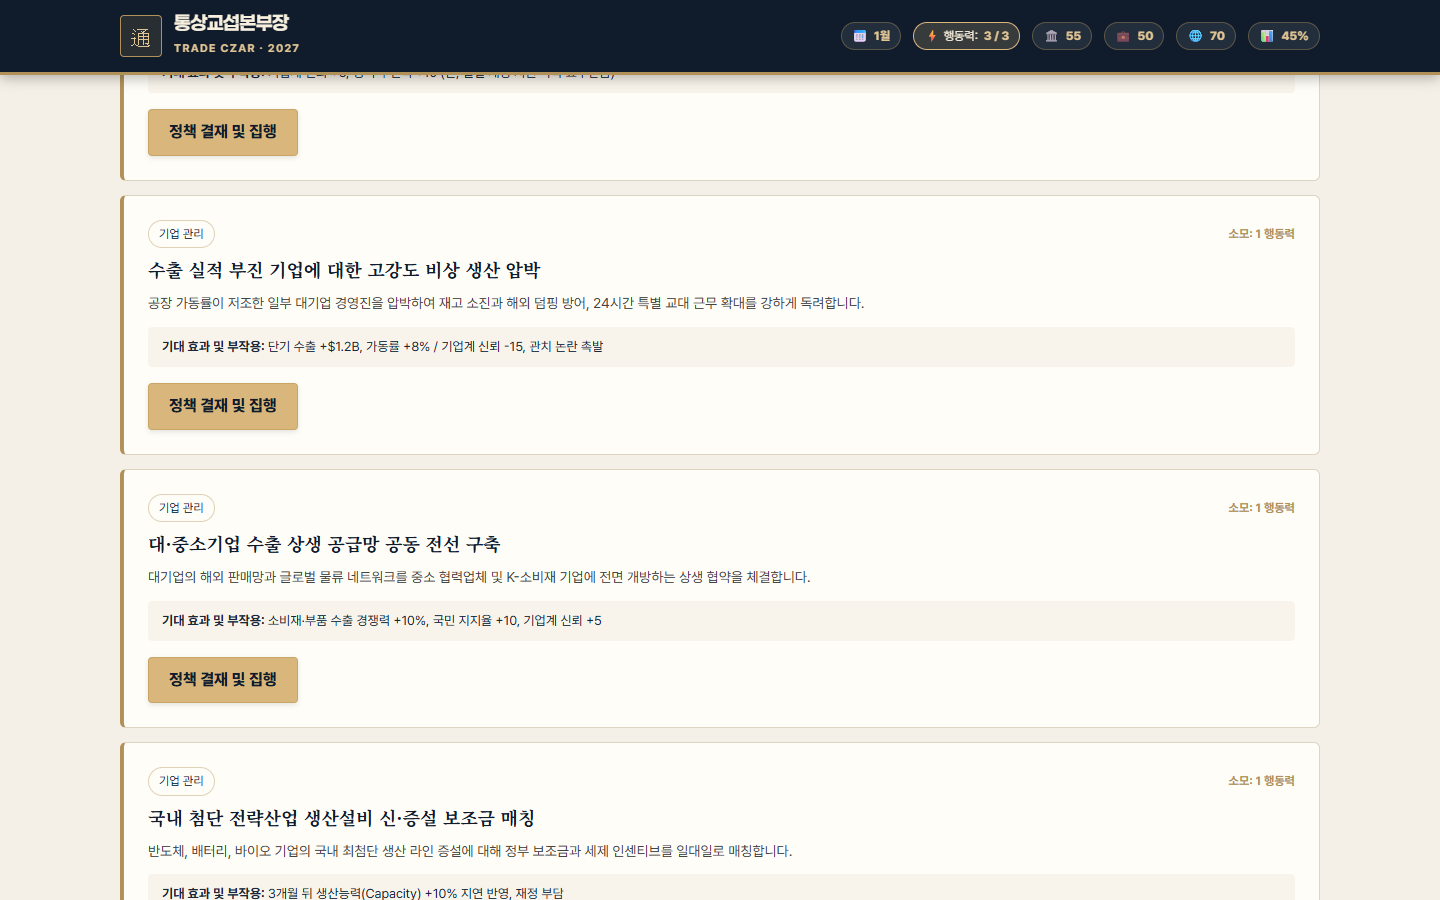 通
통상교섭본부장
TRADE CZAR · 2027
1월
행동력: 3 / 3
55
50
70
45%
정책 결재 및 집행
기업 관리
소모: 1 행동력
수출 실적 부진 기업에 대한 고강도 비상 생산 압박
공장 가동률이 저조한 일부 대기업 경영진을 압박하여 재고 소진과 해외 덤핑 방어, 24시간 특별 교대 근무 확대를 강하게 독려합니다.
기대 효과 및 부작용: 단기 수출 +$1.2B, 가동률 +8% / 기업계 신뢰 -15, 관치 논란 촉발
정책 결재 및 집행
기업 관리
소모: 1 행동력
대·중소기업 수출 상생 공급망 공동 전선 구축
대기업의 해외 판매망과 글로벌 물류 네트워크를 중소 협력업체 및 K-소비재 기업에 전면 개방하는 상생 협약을 체결합니다.
기대 효과 및 부작용: 소비재·부품 수출 경쟁력 +10%, 국민 지지율 +10, 기업계 신뢰 +5
정책 결재 및 집행
기업 관리
소모: 1 행동력
국내 첨단 전략산업 생산설비 신·증설 보조금 매칭
반도체, 배터리, 바이오 기업의 국내 최첨단 생산 라인 증설에 대해 정부 보조금과 세제 인센티브를 일대일로 매칭합니다.
기대 효과 및 부작용: 3개월 뒤 생산능력(Capacity) +10% 지연 반영, 재정 부담